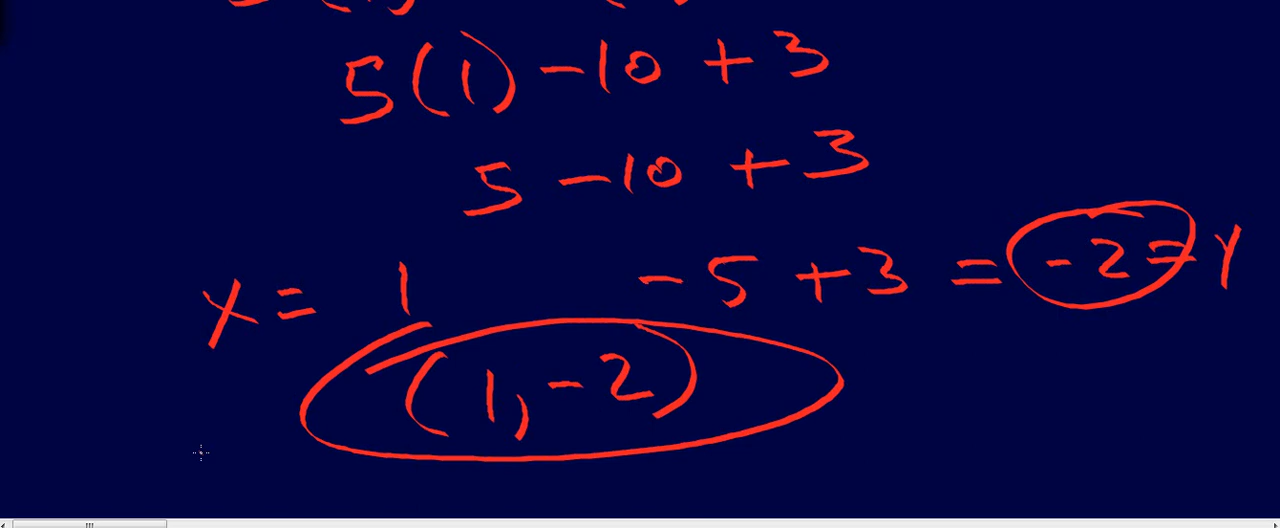 5(1) -10 +3
5 -10 +3
-5 +3 = -2 = Y
X = 1
(1, -2)